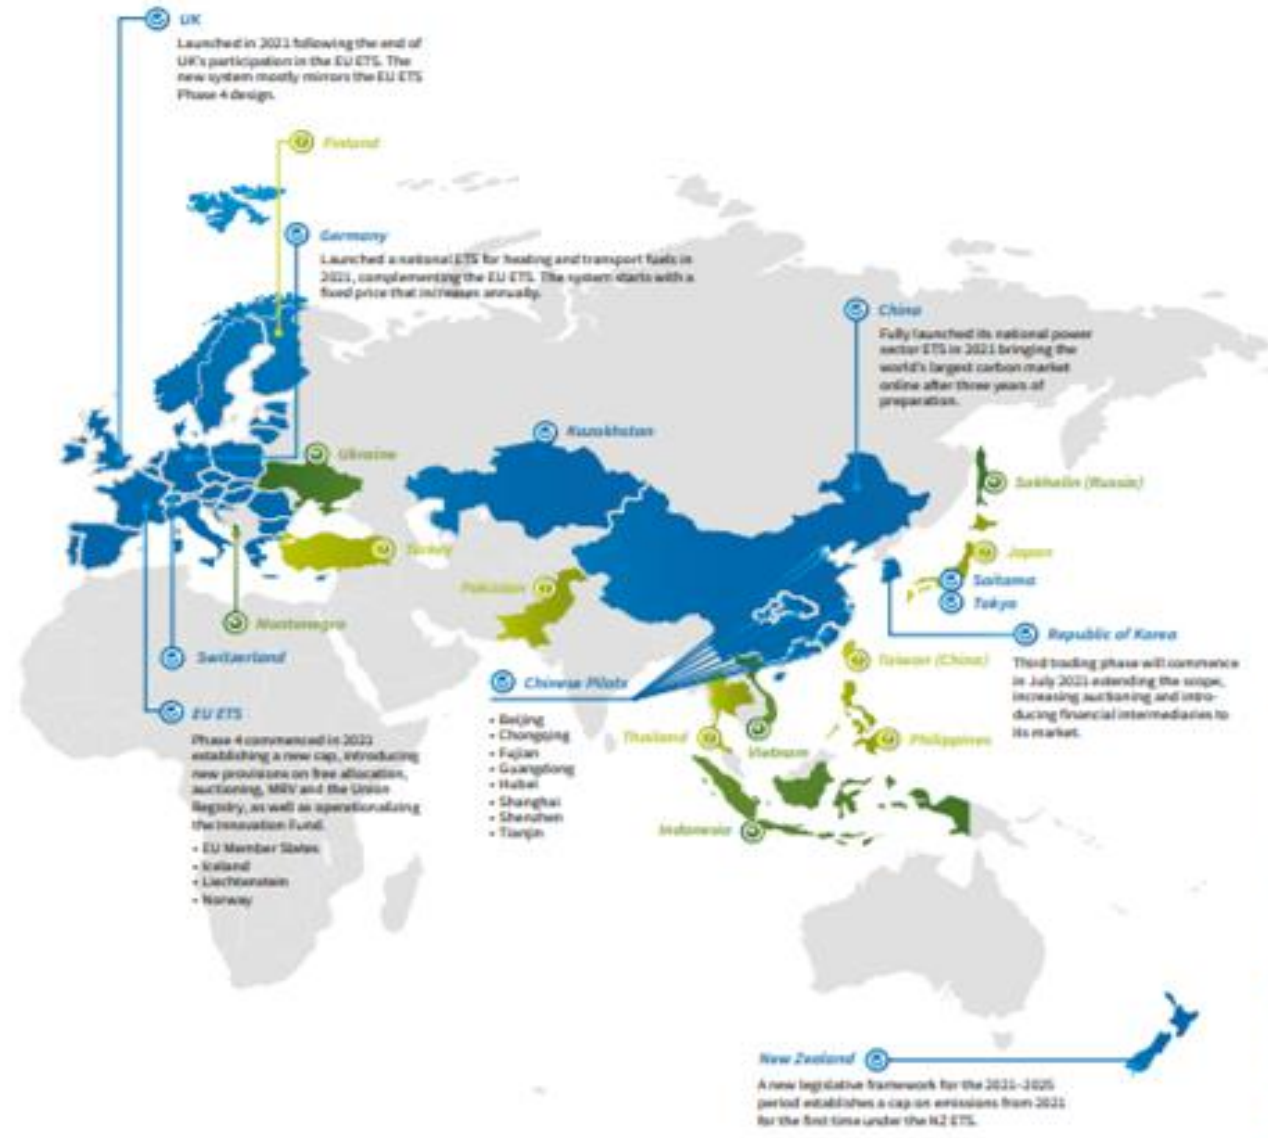 UK
Launched in 2021 following the end of
UK's participation in the EU ETS. The
new system mostly mirrors the EU ETS
Phase 4 design.
Finland
Germany
Launched a national ETS for heating and transport fuels in
2021, complementing the EU ETS. The system starts with a
fixed price that increases annually.
China
Fully launched its national power
sector ETS in 2021 bringing the
world's largest carbon market
online after three years of
preparation.
Kazakhstan
Ukraine
Sakhalin (Russia)
Turkey
Japan
Pakistan
Saitama
Tokyo
Montenegro
Republic of Korea
Third trading phase will commence
in July 2021 extending the scope,
increasing auctioning and intro-
ducing financial intermediaries to
its market.
Switzerland
Taiwan (China)
Chinese Pilots
• Beijing
• Chongqing
• Fujian
• Guangdong
• Hubei
• Shanghai
• Shenzhen
• Tianjin
EU ETS
Phase 4 commenced in 2021
establishing a new cap, introducing
new provisions on free allocation,
auctioning, MRV and the Union
Registry, as well as operationalizing
the Innovation Fund.
• EU Member States
• Iceland
• Liechtenstein
• Norway
Thailand
Vietnam
Philippines
Indonesia
New Zealand
A new legislative framework for the 2021–2025
period establishes a cap on emissions from 2021
for the first time under the NZ ETS.